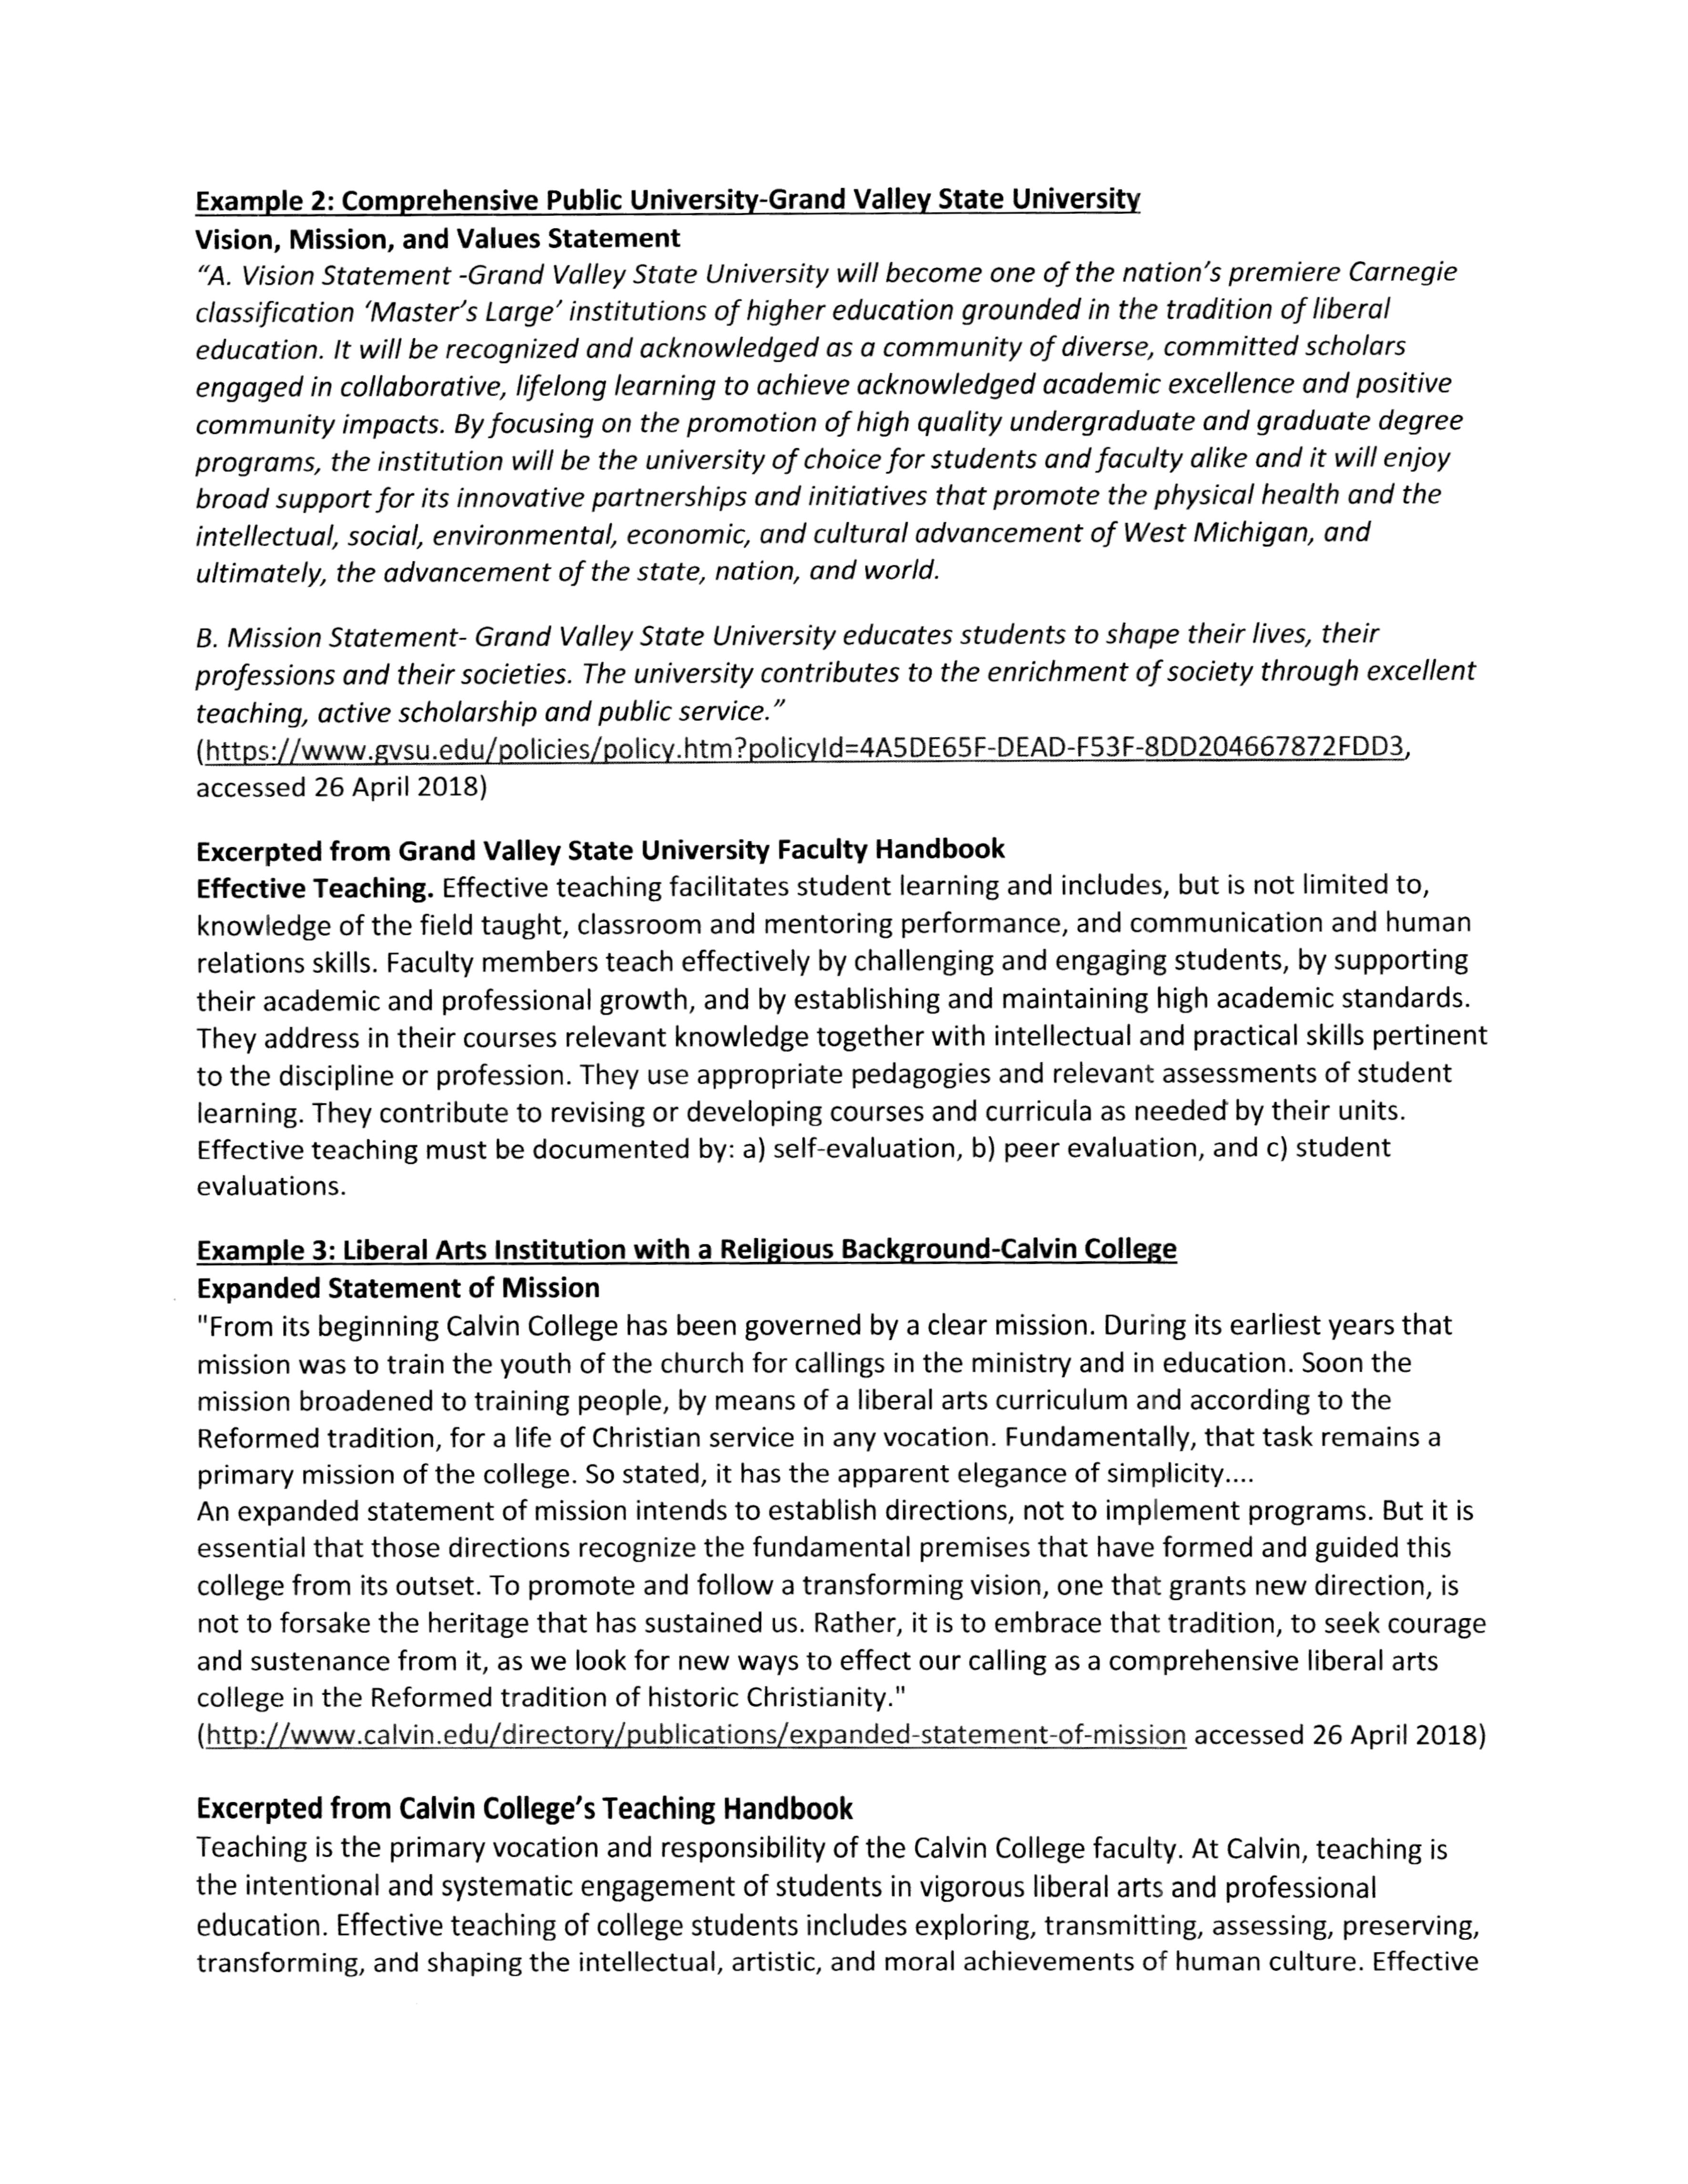 Example 2: Comprehensive Public University-Grand Valley State University
Vision, Mission, and Values Statement
“A. Vision Statement -Grand Valley State University will become one of the nation’s premiere Carnegie
classification ‘Master’s Large’ institutions of higher education grounded in the tradition of liberal
education. It will be recognized and acknowledged as a community of diverse, committed scholars
engaged in collaborative, lifelong learning to achieve acknowledged academic excellence and positive
community impacts. By focusing on the promotion of high quality undergraduate and graduate degree
programs, the institution will be the university of choice for students and faculty alike and it will enjoy
broad support for its innovative partnerships and initiatives that promote the physical health and the
intellectual, social, environmental, economic, and cultural advancement of West Michigan, and
ultimately, the advancement of the state, nation, and world.
B. Mission Statement- Grand Valley State University educates students to shape their lives, their
professions and their societies. The university contributes to the enrichment of society through excellent
teaching, active scholarship and public service.”
(https://www.gvsu.edu/policies/policy.htm?policyId=4A5DE65F-DEAD-F53F-8DD204667872FDD3,
accessed 26 April 2018)
Excerpted from Grand Valley State University Faculty Handbook
Effective Teaching. Effective teaching facilitates student learning and includes, but is not limited to,
knowledge of the field taught, classroom and mentoring performance, and communication and human
relations skills. Faculty members teach effectively by challenging and engaging students, by supporting
their academic and professional growth, and by establishing and maintaining high academic standards.
They address in their courses relevant knowledge together with intellectual and practical skills pertinent
to the discipline or profession. They use appropriate pedagogies and relevant assessments of student
learning. They contribute to revising or developing courses and curricula as needed by their units.
Effective teaching must be documented by: a) self-evaluation, b) peer evaluation, and c) student
evaluations.
Example 3: Liberal Arts Institution with a Religious Background-Calvin College
Expanded Statement of Mission
"From its beginning Calvin College has been governed by a clear mission. During its earliest years that
mission was to train the youth of the church for callings in the ministry and in education. Soon the
mission broadened to training people, by means of a liberal arts curriculum and according to the
Reformed tradition, for a life of Christian service in any vocation. Fundamentally, that task remains a
primary mission of the college. So stated, it has the apparent elegance of simplicity....
An expanded statement of mission intends to establish directions, not to implement programs. But it is
essential that those directions recognize the fundamental premises that have formed and guided this
college from its outset. To promote and follow a transforming vision, one that grants new direction, is
not to forsake the heritage that has sustained us. Rather, it is to embrace that tradition, to seek courage
and sustenance from it, as we look for new ways to effect our calling as a comprehensive liberal arts
college in the Reformed tradition of historic Christianity."
(http://www.calvin.edu/directory/publications/expanded-statement-of-mission accessed 26 April 2018)
Excerpted from Calvin College’s Teaching Handbook
Teaching is the primary vocation and responsibility of the Calvin College faculty. At Calvin, teaching is
the intentional and systematic engagement of students in vigorous liberal arts and professional
education. Effective teaching of college students includes exploring, transmitting, assessing, preserving,
transforming, and shaping the intellectual, artistic, and moral achievements of human culture. Effective